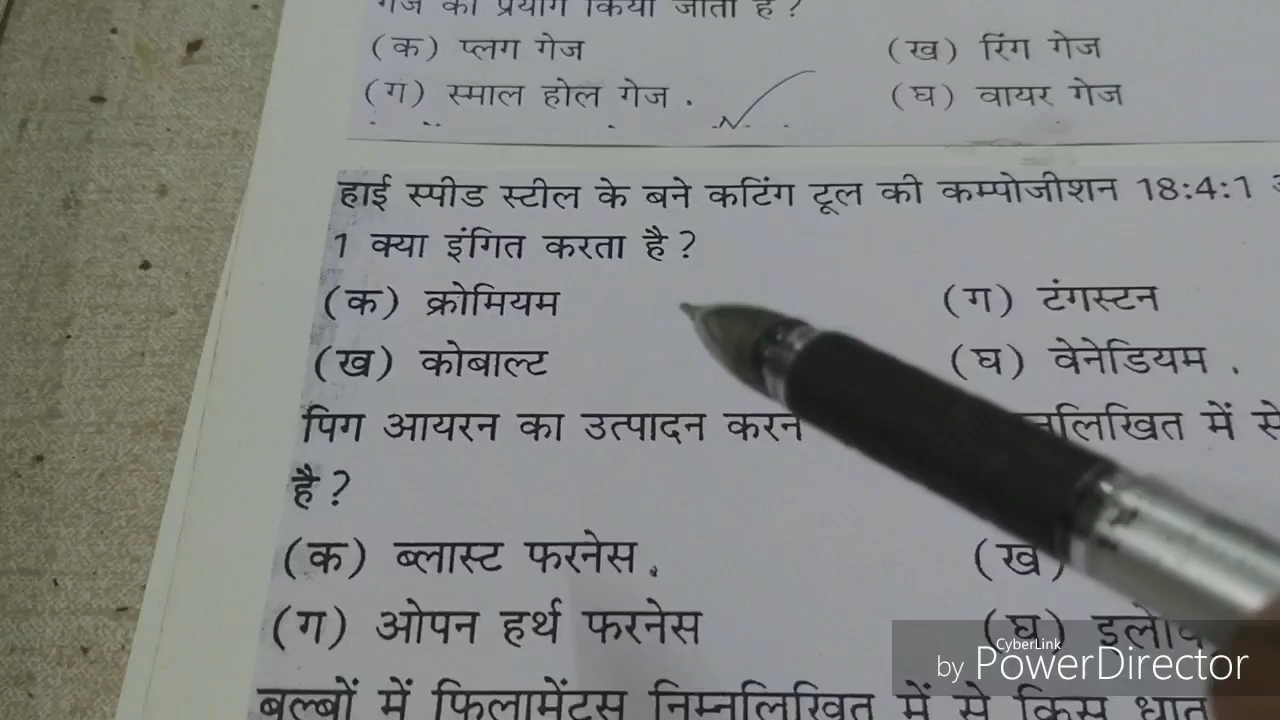 गेज का प्रयोग किया जाता है ?
(क) प्लग गेज (ख) रिंग गेज
(ग) स्माल होल गेज . (घ) वायर गेज
हाई स्पीड स्टील के बने कटिंग टूल की कम्पोजीशन 18:4:1
1 क्या इंगित करता है ?
(क) क्रोमियम (ग) टंगस्टन
(ख) कोबाल्ट (घ) वेनेडियम .
पिग आयरन का उत्पादन करन में से
है ?
(क) ब्लास्ट फरनेस . (ख)
(ग) ओपन हर्थ फरनेस (घ)
बल्बों में फिलामेंटस निम्नलिखित में से किस
CyberLink
by PowerDirector